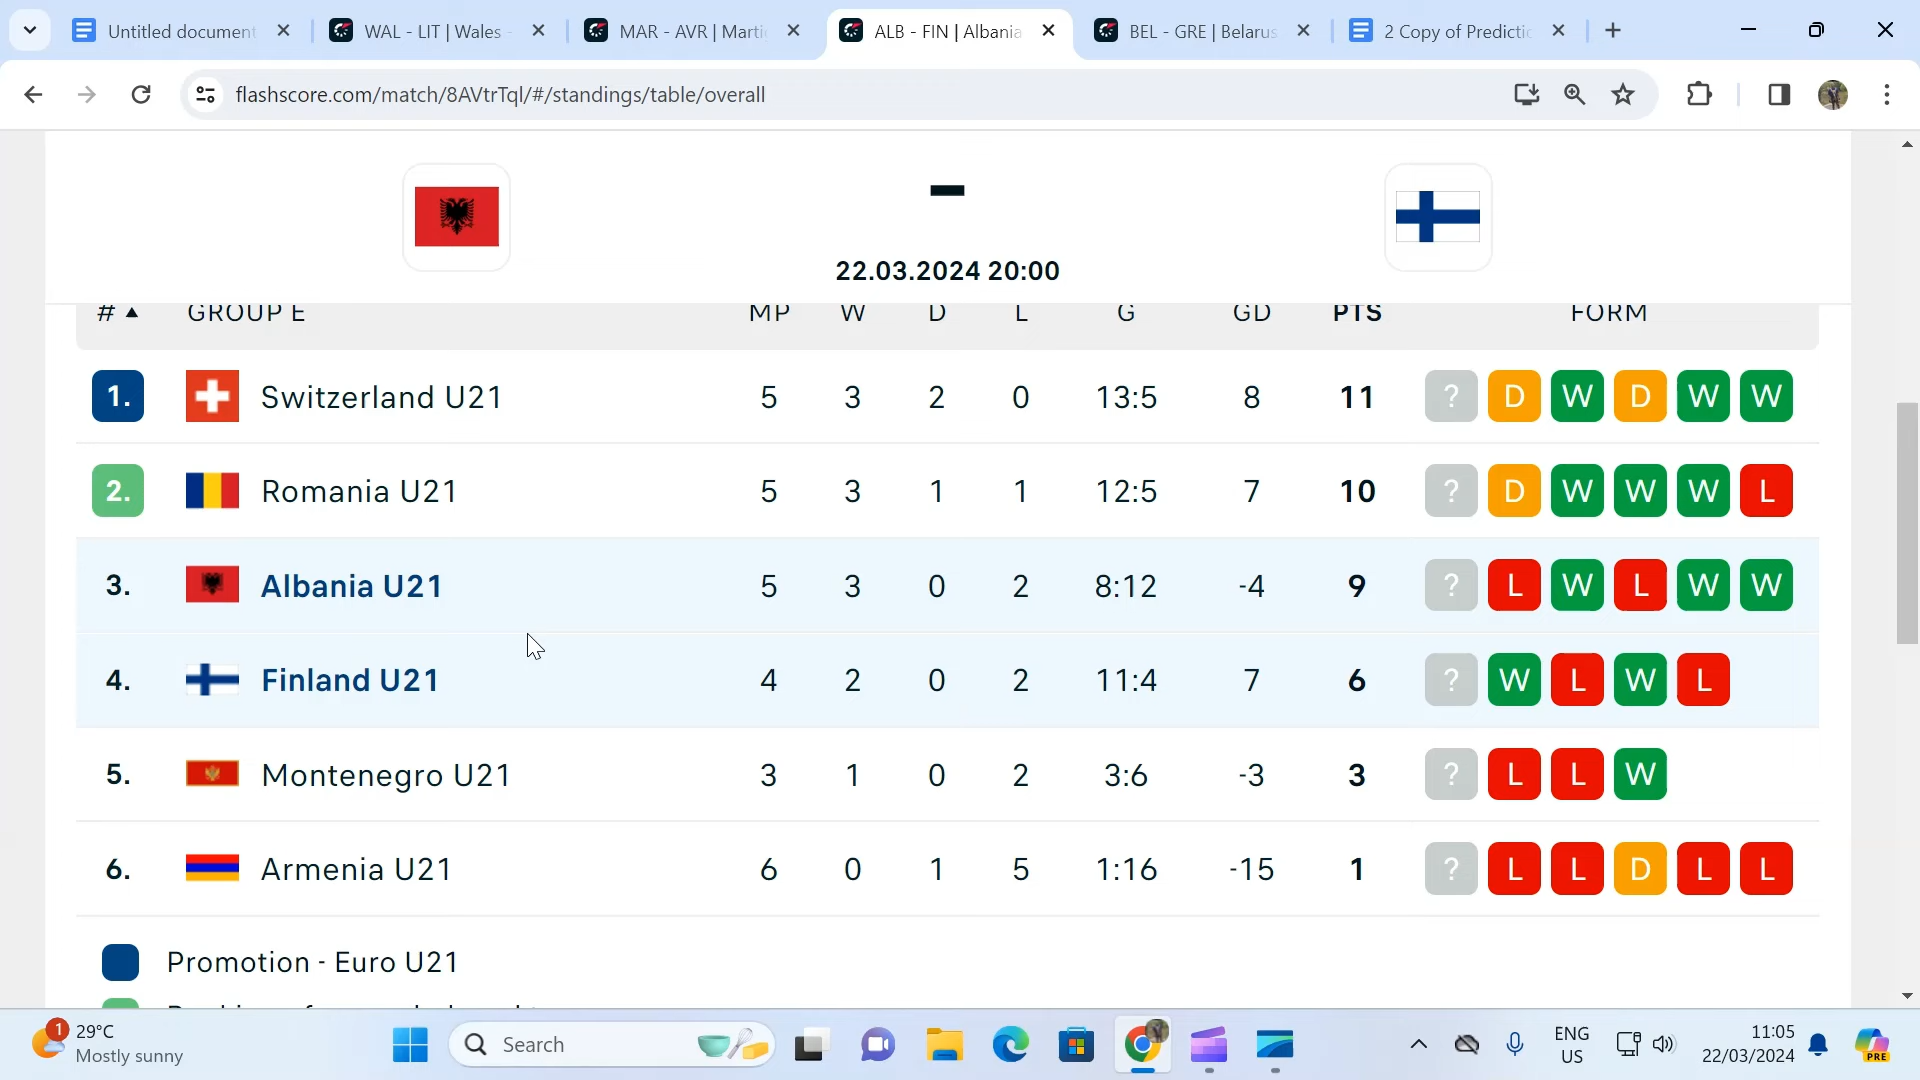 Untitled document
WAL - LIT | Wales -
MAR - AVR | Marti
ALB - FIN | Albania
BEL - GRE | Belarus
2 Copy of Predictio
flashscore.com/match/8AVtrTql/#/standings/table/overall
22.03.2024 20:00
# GROUP E MP W D L G GD PTS FORM
1. Switzerland U21 5 3 2 0 13:5 8 11 ? D W D W W
2. Romania U21 5 3 1 1 12:5 7 10 ? D W W W L
3. Albania U21 5 3 0 2 8:12 -4 9 ? L W L W W
4. Finland U21 4 2 0 2 11:4 7 6 ? W L W L
5. Montenegro U21 3 1 0 2 3:6 -3 3 ? L L W
6. Armenia U21 6 0 1 5 1:16 -15 1 ? L L D L L
Promotion - Euro U21
1
29°C
Mostly sunny
Search
ENG
US
11:05
22/03/2024
PRE